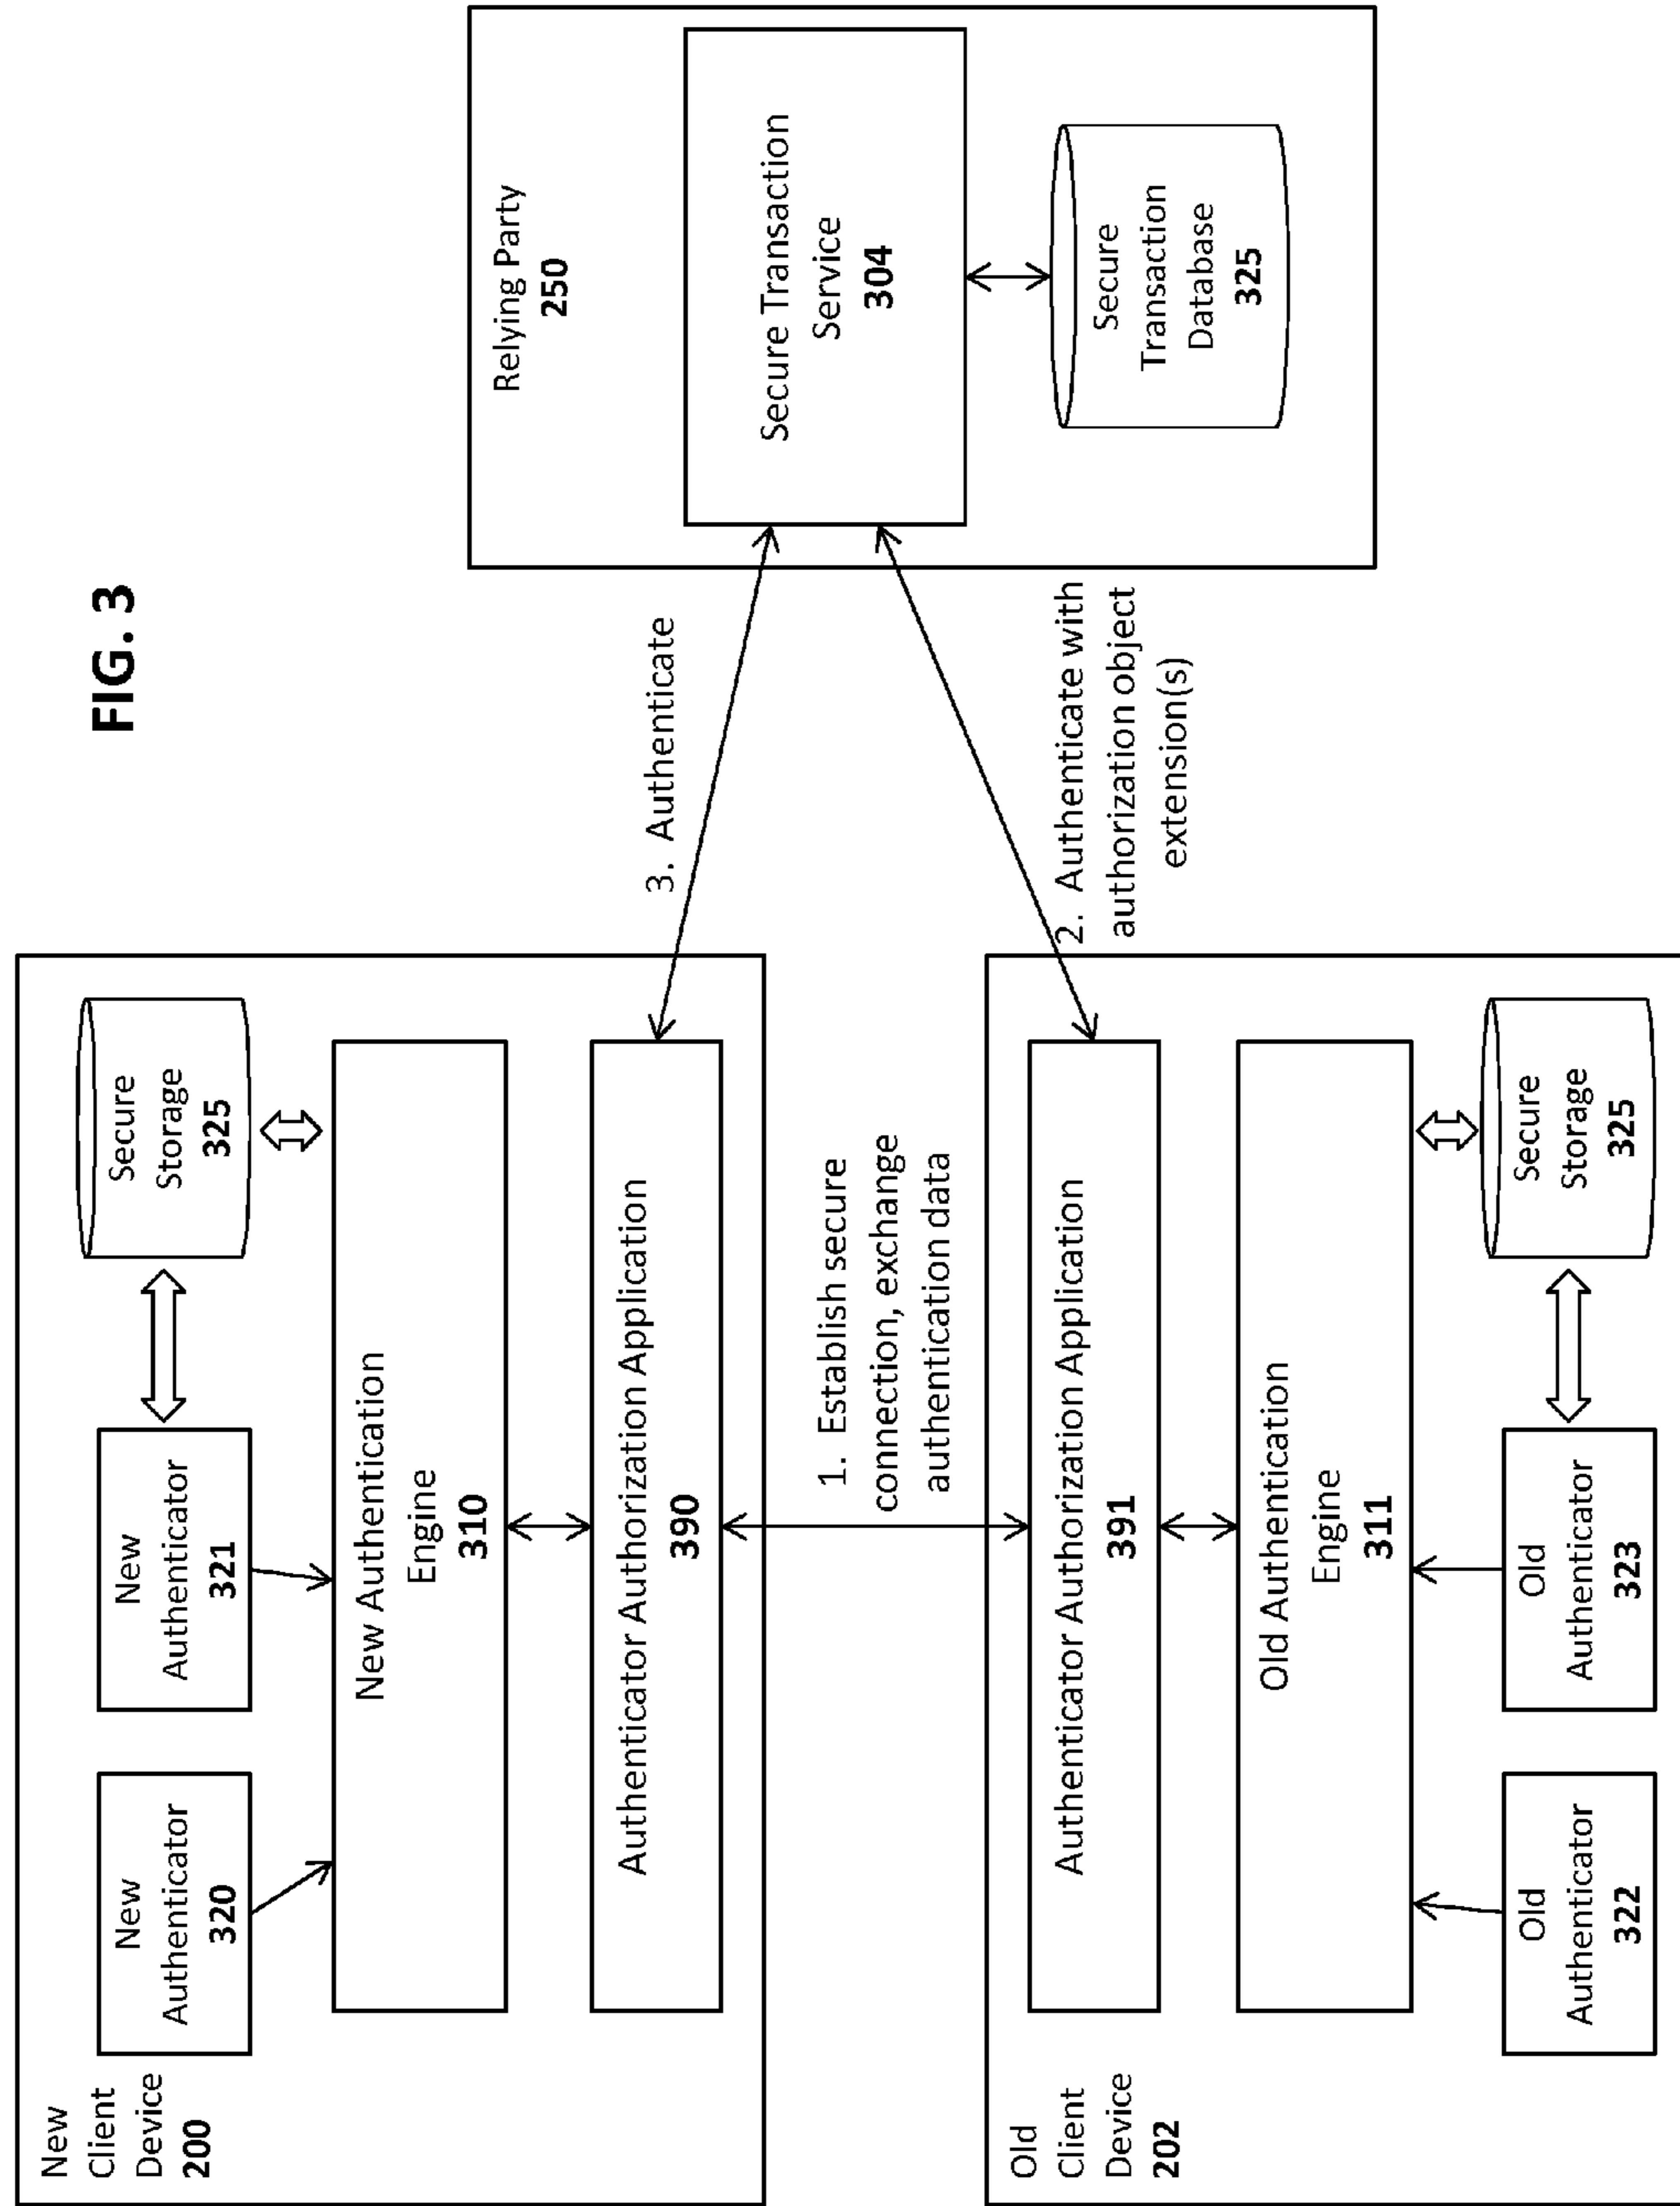 FIG. 3
New
Client
Device
200
New
Authenticator
320
New
Authenticator
321
Secure
Storage
325
New Authentication
Engine
310
Authenticator Authorization Application
390
1. Establish secure
connection, exchange
authentication data
3. Authenticate
2. Authenticate with
authorization object
extension(s)
Relying Party
250
Secure Transaction
Service
304
Secure
Transaction
Database
325
Old
Client
Device
202
Authenticator Authorization Application
391
Old Authentication
Engine
311
Old
Authenticator
322
Old
Authenticator
323
Secure
Storage
325